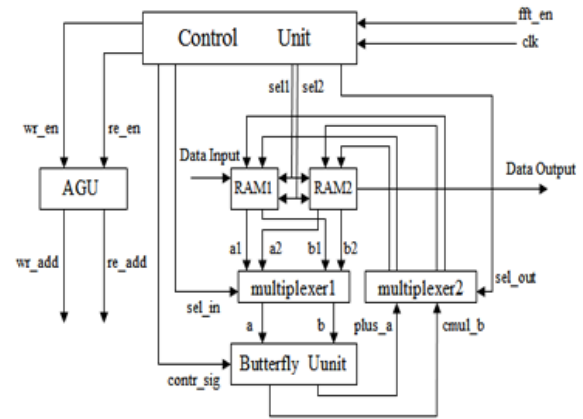 fft_en
Control Unit
clk
sel1 sel2
wr_en
re_en
Data Input
Data Output
AGU
RAM1
RAM2
wr_add
re_add
a1
a2
b1
b2
multiplexer1
multiplexer2
sel_out
sel_in
a
b
plus_a
cmul_b
Butterfly Uunit
contr_sig